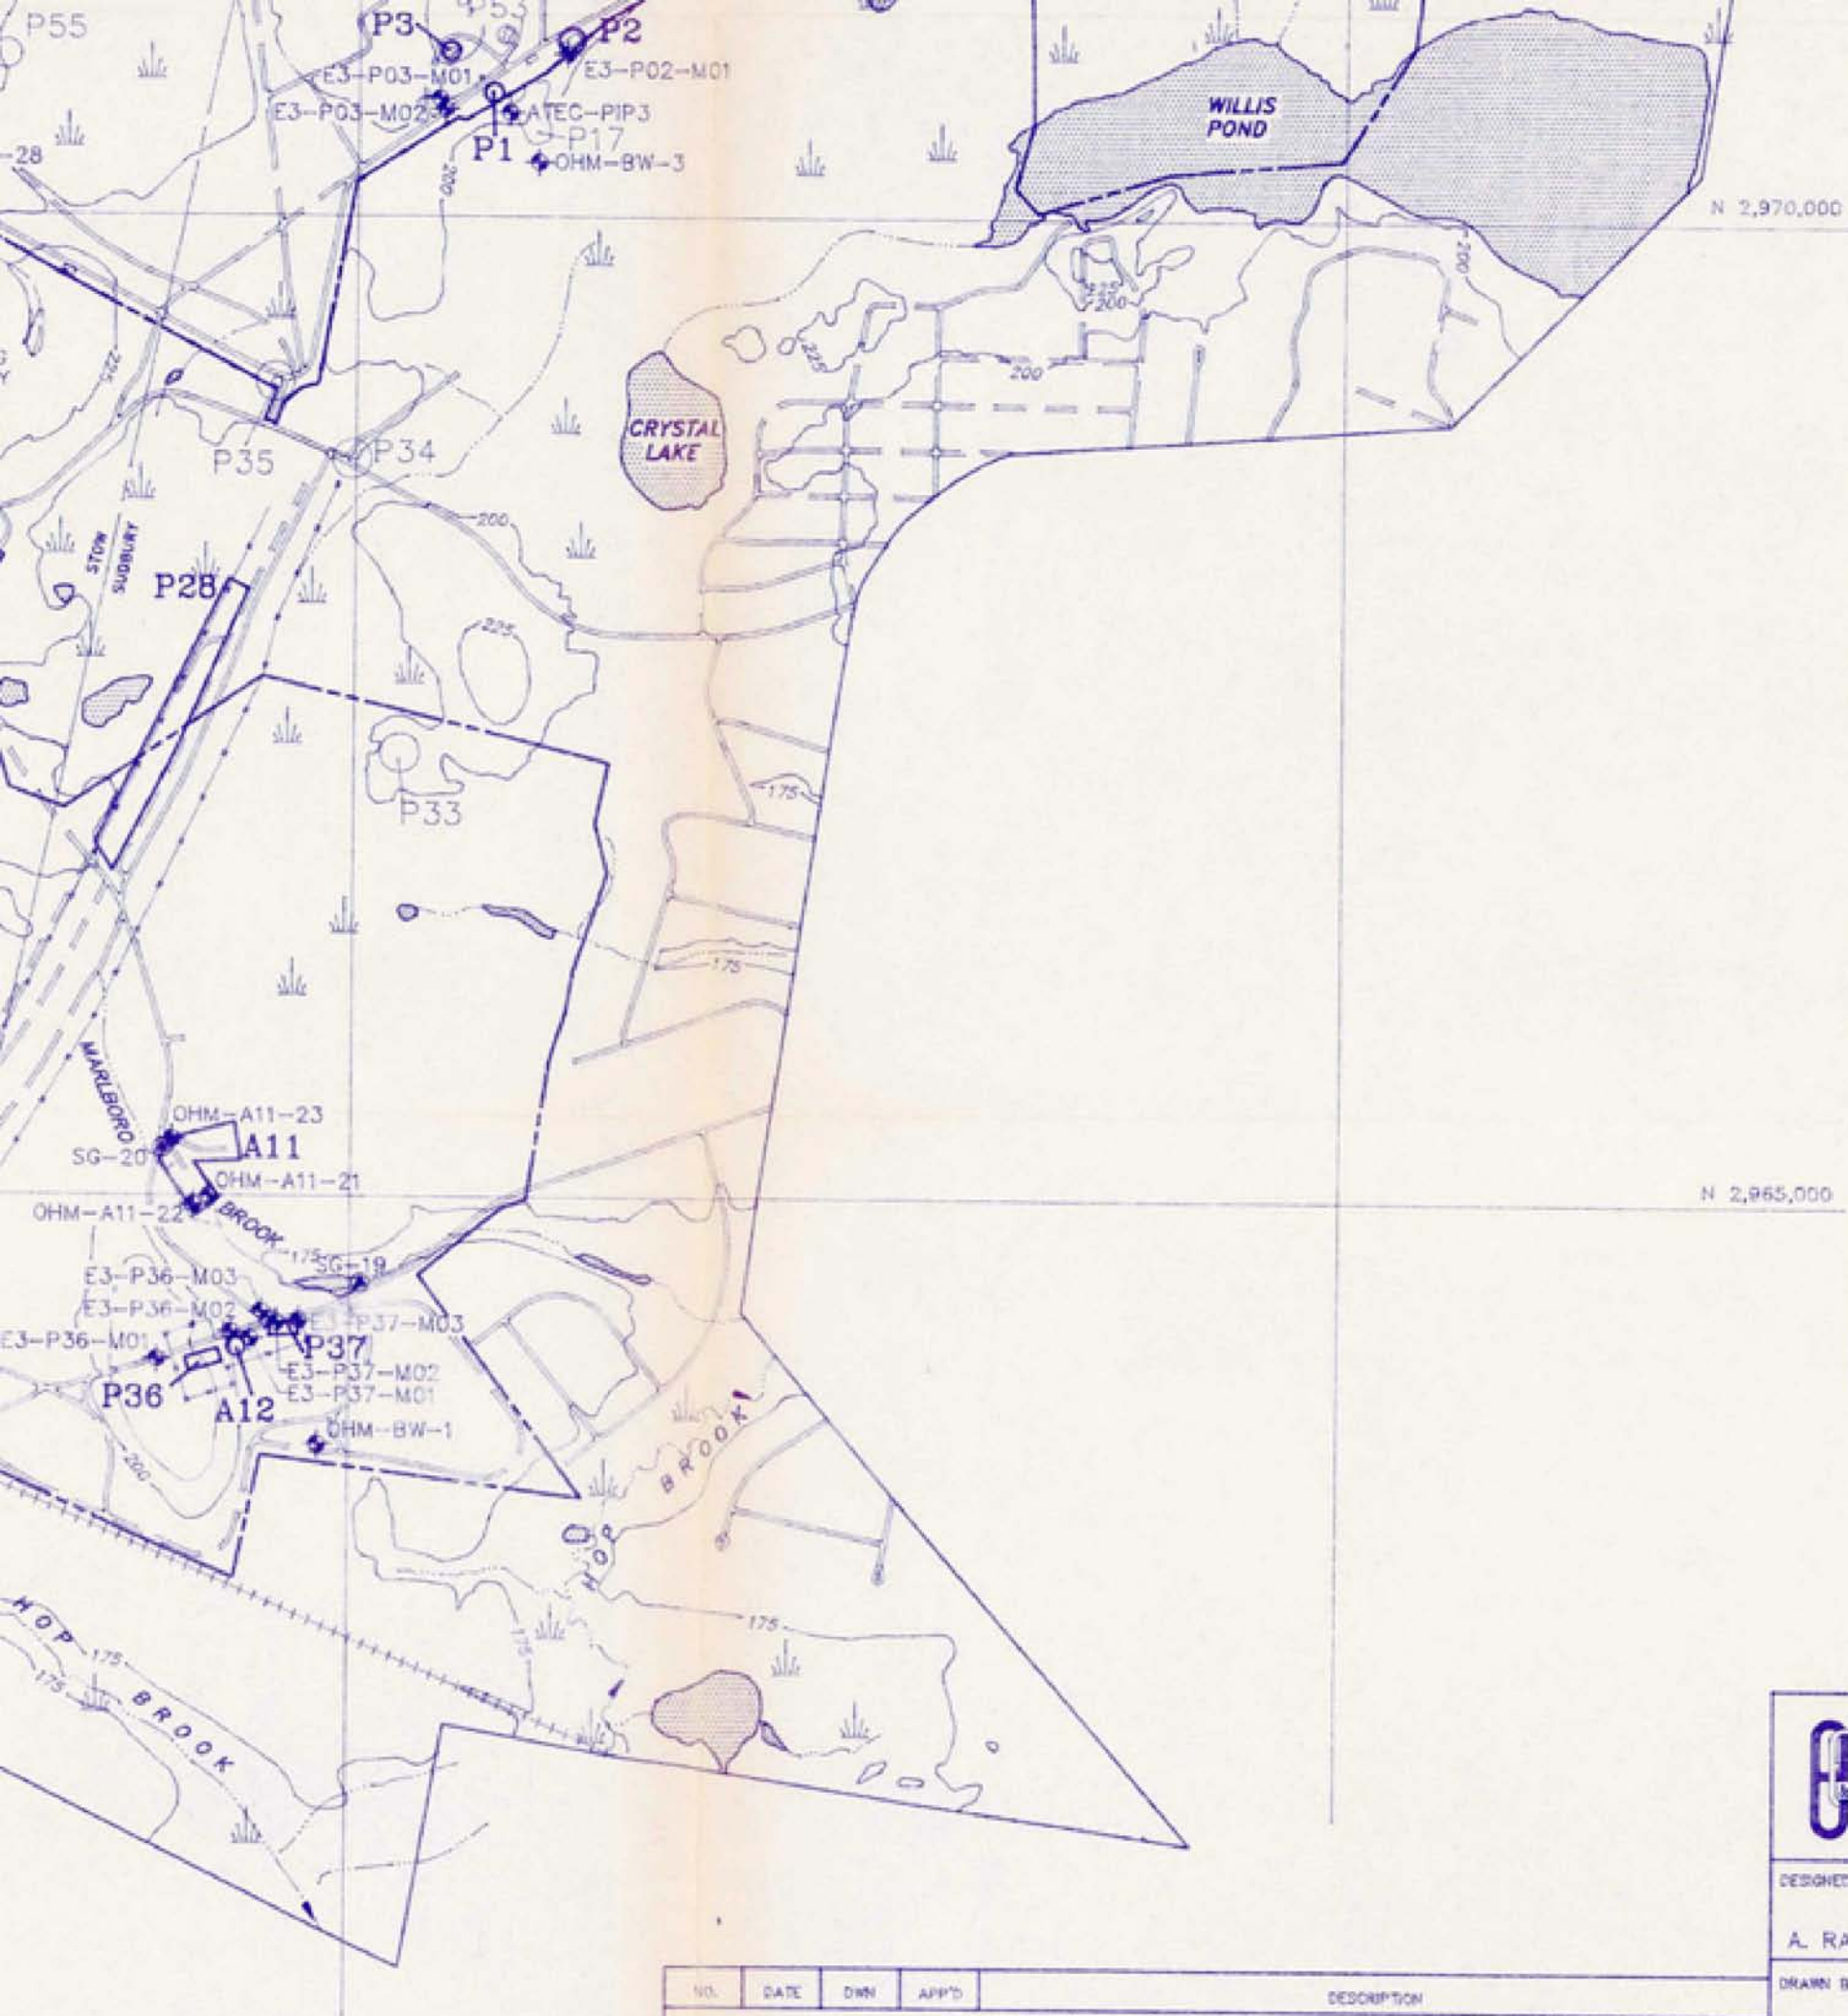 P55
P3
P53
P2
E3-P03-M01
E3-P02-M01
E3-P03-M02
ATEC-PIP3
P17
P1
OHM-BW-3
-28
200
WILLIS
POND
N 2,970,000
200
225
200
225
225
200
CRYSTAL
LAKE
P35
P34
200
STOW
SUDBURY
P28
225
P33
175
175
MARLBORO
BROOK
OHM-A11-23
A11
SG-20
OHM-A11-21
OHM-A11-22
N 2,965,000
175
SG-19
E3-P36-M03
E3-P36-M02
E3-P37-M03
E3-P36-M01
P37
E3-P37-M02
P36
E3-P37-M01
A12
OHM-BW-1
200
HOP BROOK
175
175
HOP BROOK
175
175
DESIGNED
A. RA
DRAWN B
NO.
DATE
DWN
APP'D
DESCRIPTION